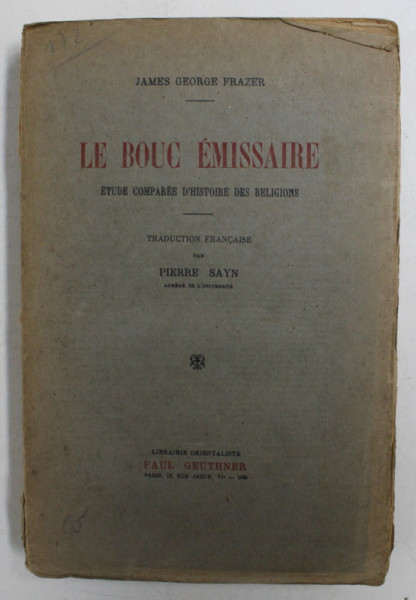 172
JAMES GEORGE FRAZER
LE BOUC ÉMISSAIRE
ÉTUDE COMPARÉE D'HISTOIRE DES RELIGIONS
TRADUCTION FRANÇAISE
PAR
PIERRE SAYN
AGRÉGÉ DE L'UNIVERSITÉ
LIBRAIRIE ORIENTALISTE
PAUL GEUTHNER
PARIS, 13, RUE JACOB, VIe —